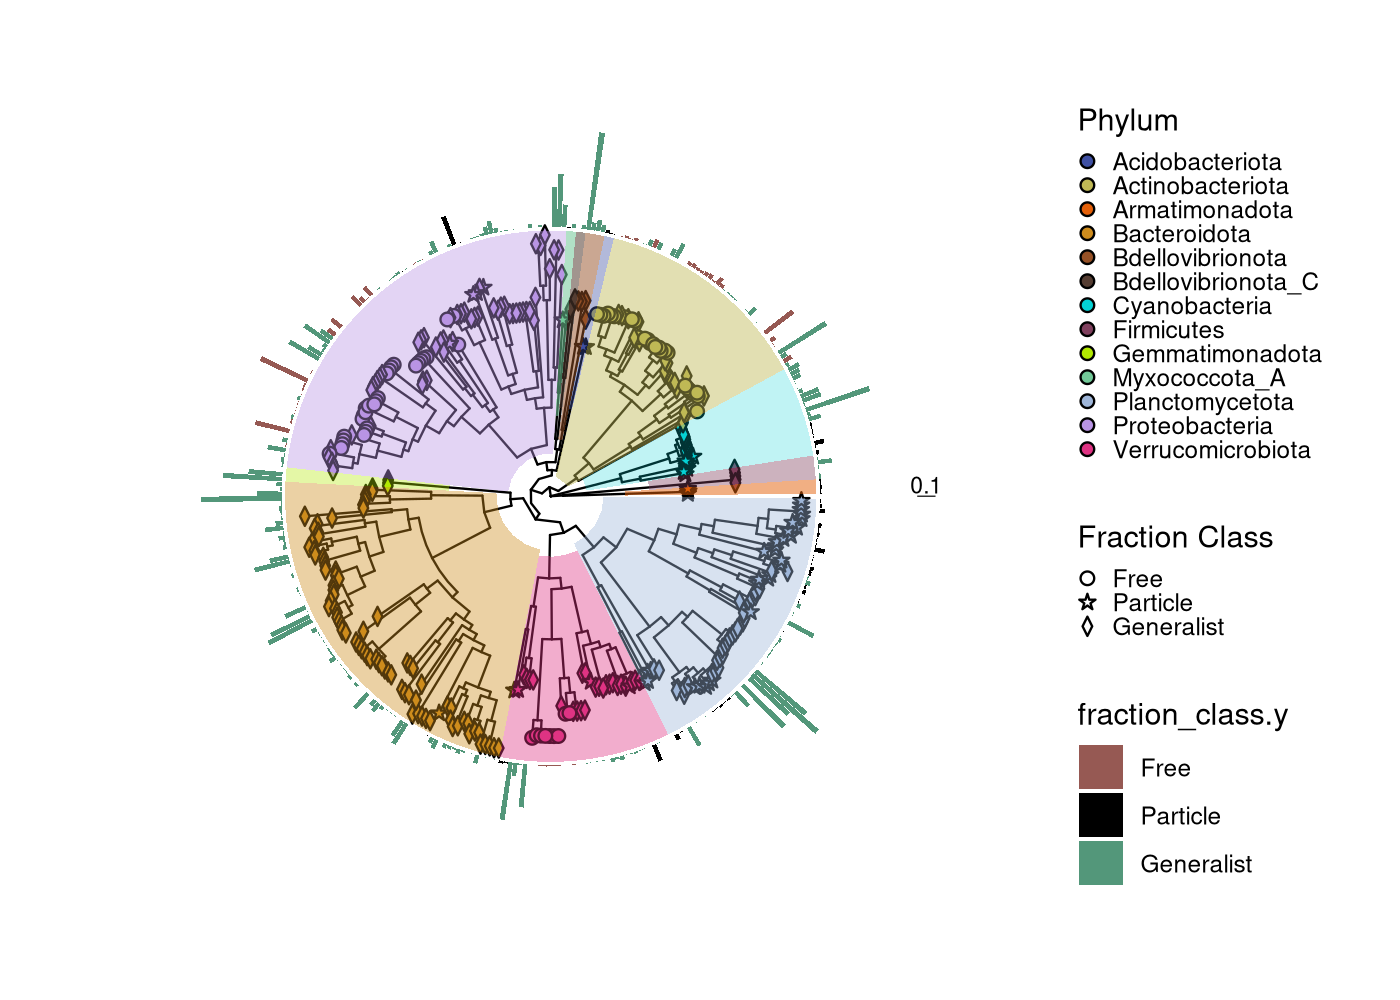 Phylum
Acidobacteriota
Actinobacteriota
Armatimonadota
Bacteroidota
Bdellovibrionota
Bdellovibrionota_C
Cyanobacteria
Firmicutes
Gemmatimonadota
Myxococcota_A
Planctomycetota
Proteobacteria
Verrucomicrobiota
0.1
Fraction Class
Free
Particle
Generalist
fraction_class.y
Free
Particle
Generalist